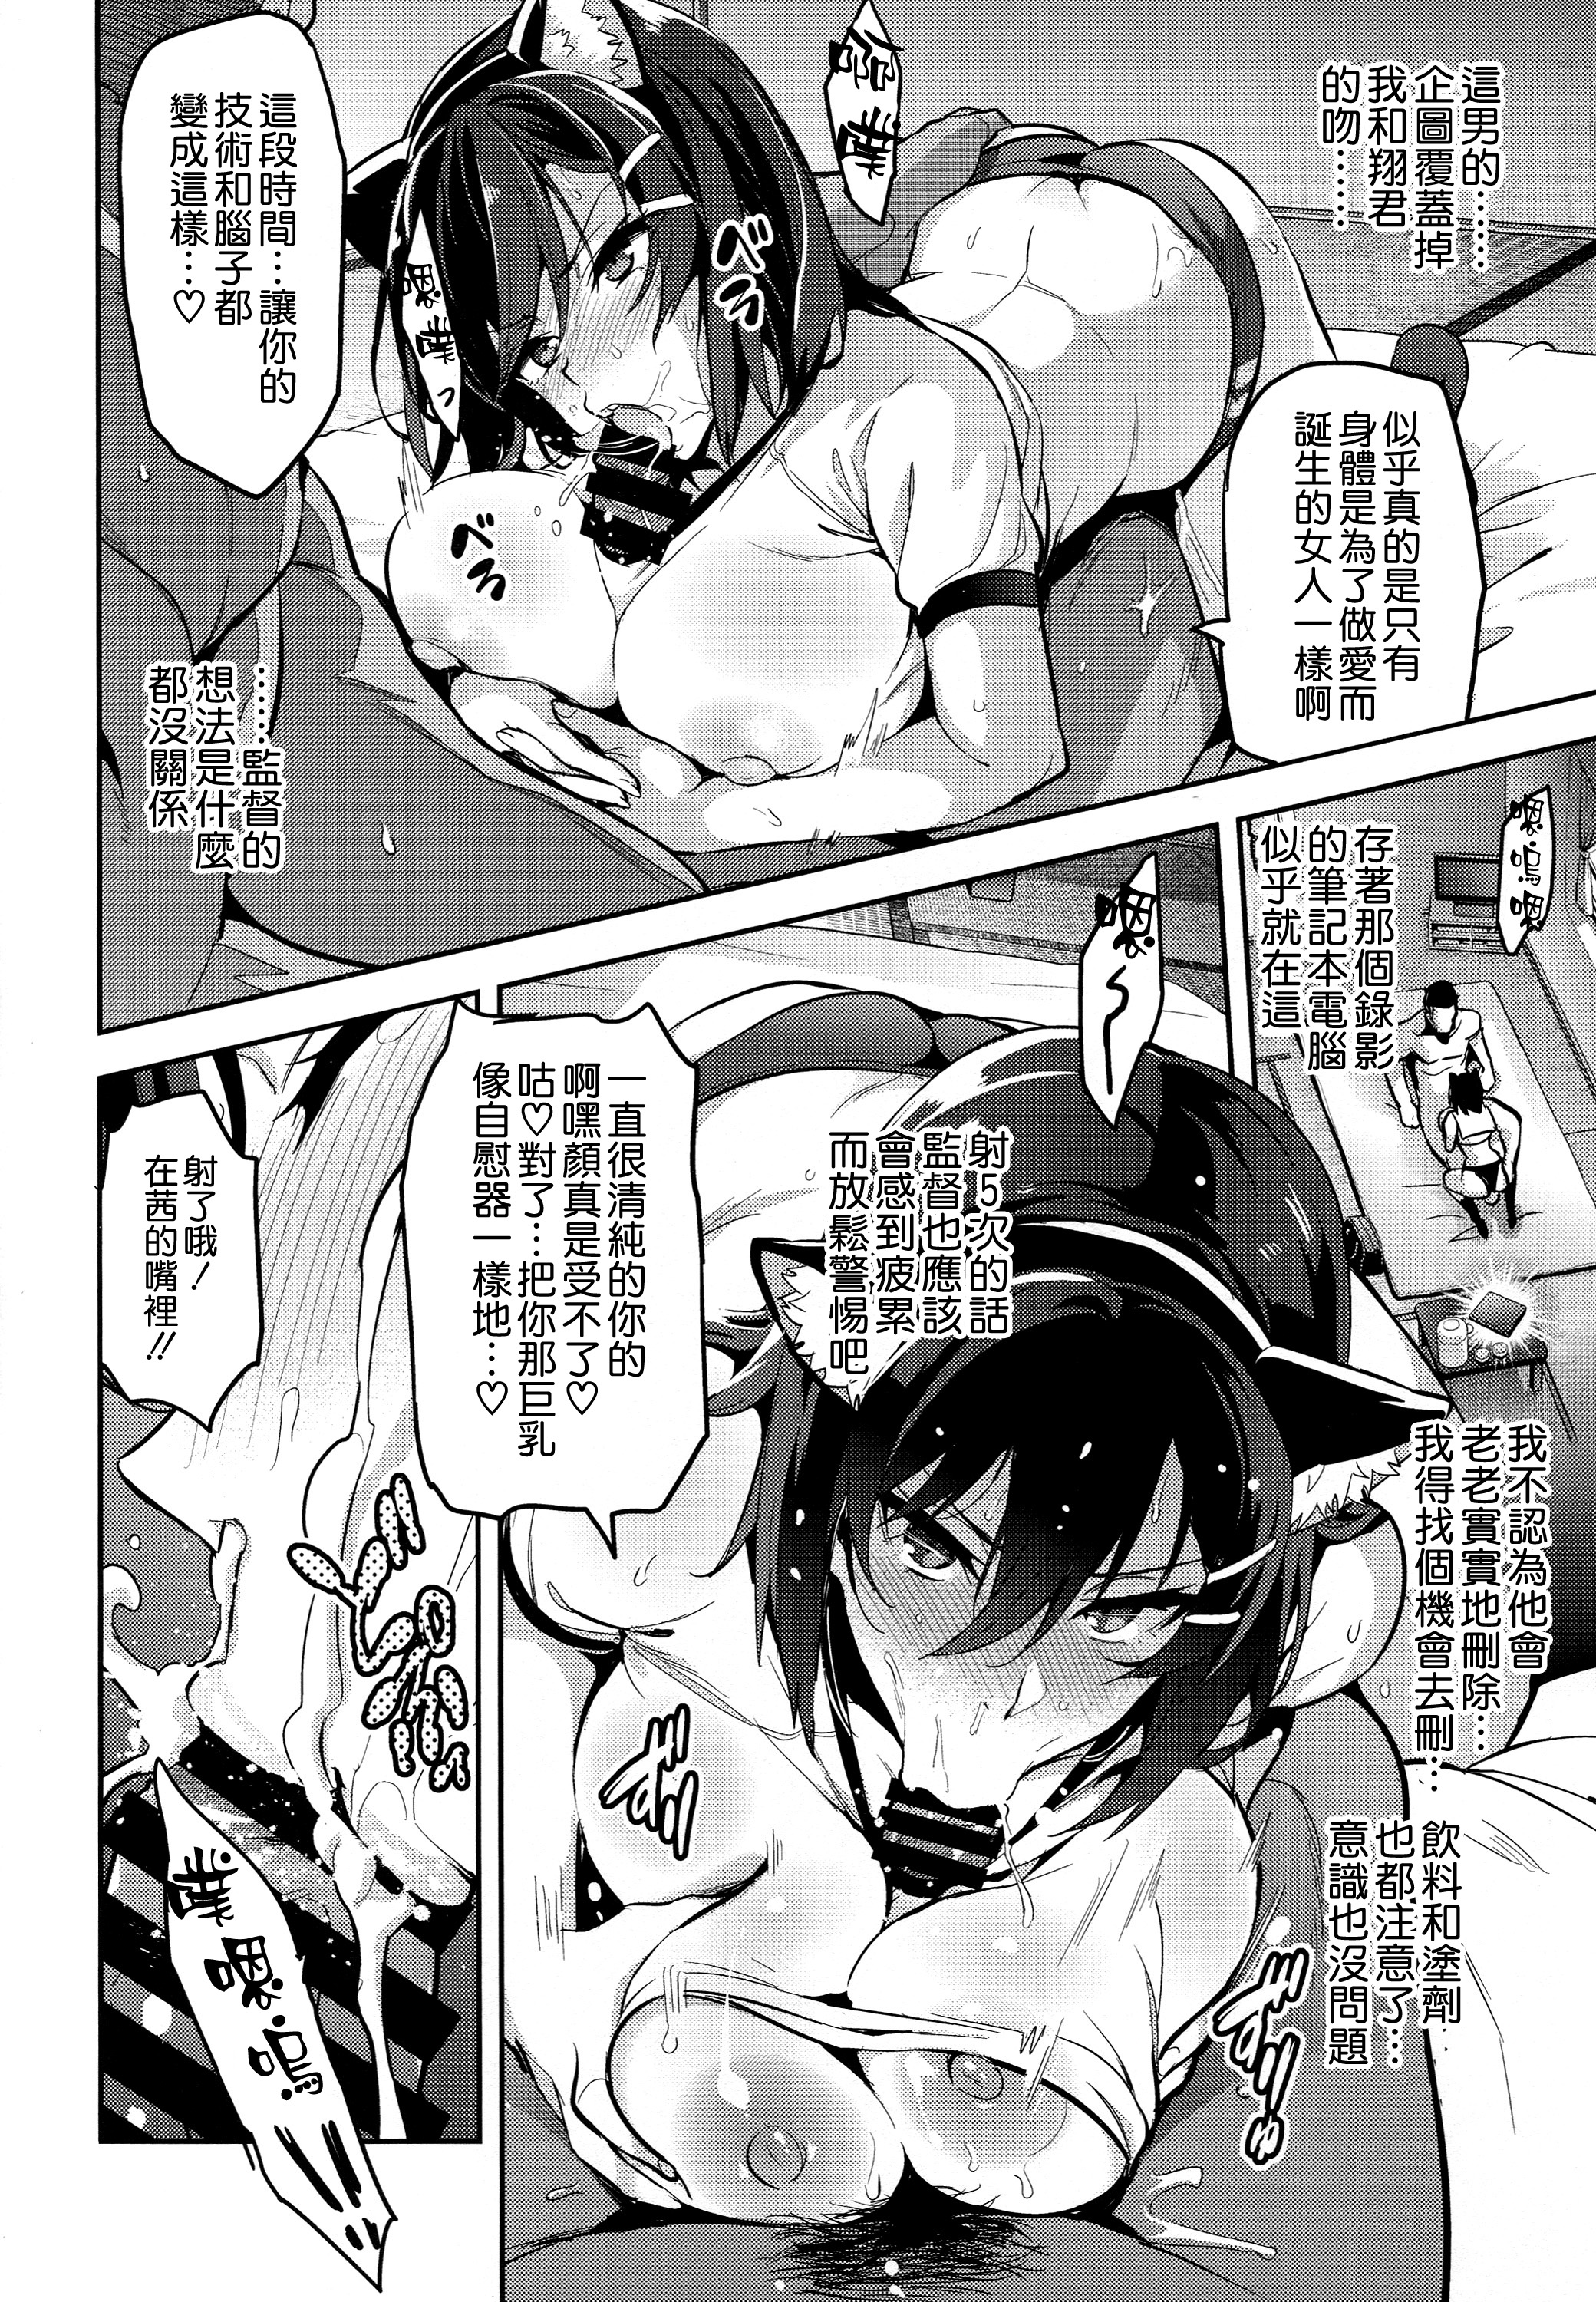 這男的……
企圖覆蓋掉
我和翔君
的吻……
似乎真的是只有
身體是為了做愛而
誕生的女人一樣啊
這段時間…讓你的
技術和腦子都
變成這樣…♡
……監督的
想法是什麼
都沒關係
べろ
べろ
嗯·嗚嗯
存著那個錄影
的筆記本電腦
似乎就在這
我不認為他會
老老實實地刪除…
我得找個機會去刪…
飲料和塗劑
也都注意了…
意識也沒問題
嗯~
射5次的話
監督也應該
會感到疲累
而放鬆警惕吧
一直很清純的你的
啊嘿顏真是受不了♡
咕♡對了…把你那巨乳
像自慰器一樣地…♡
射了哦!
在茜的嘴裡!!